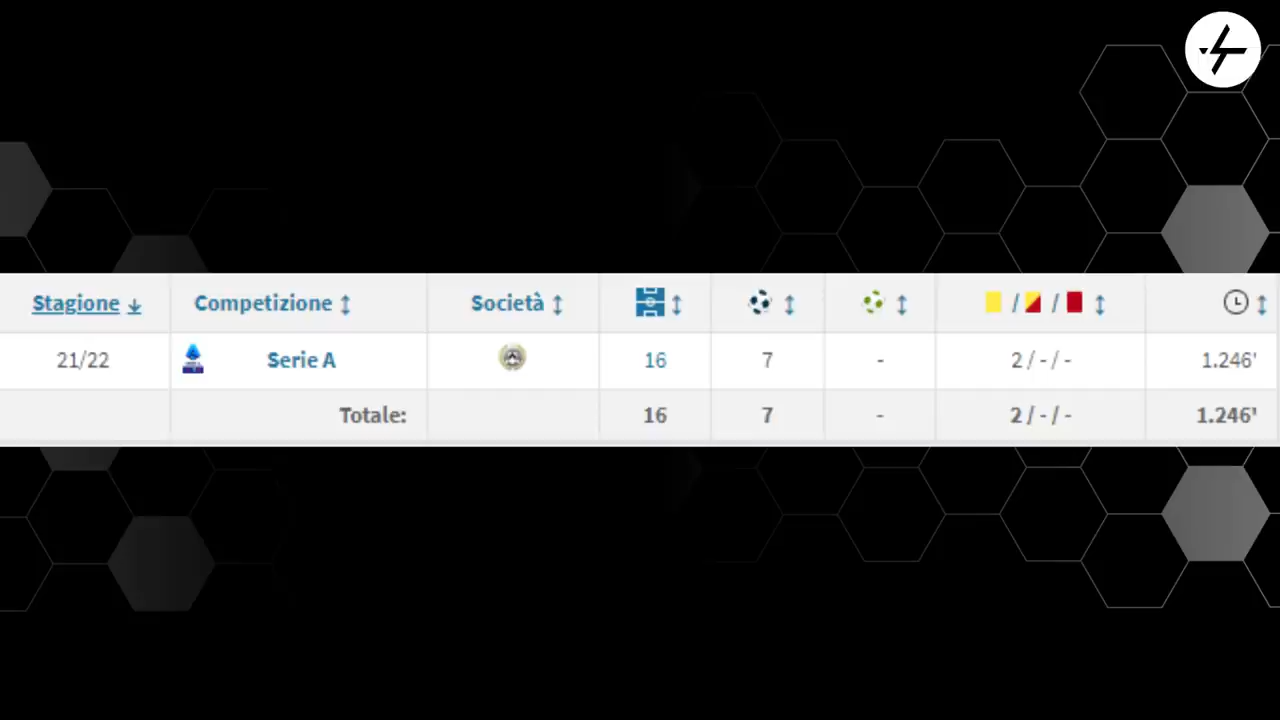 Stagione Competizione Società / /
21/22 Serie A 16 7 - 2 / - / - 1.246'
Totale: 16 7 - 2 / - / - 1.246'